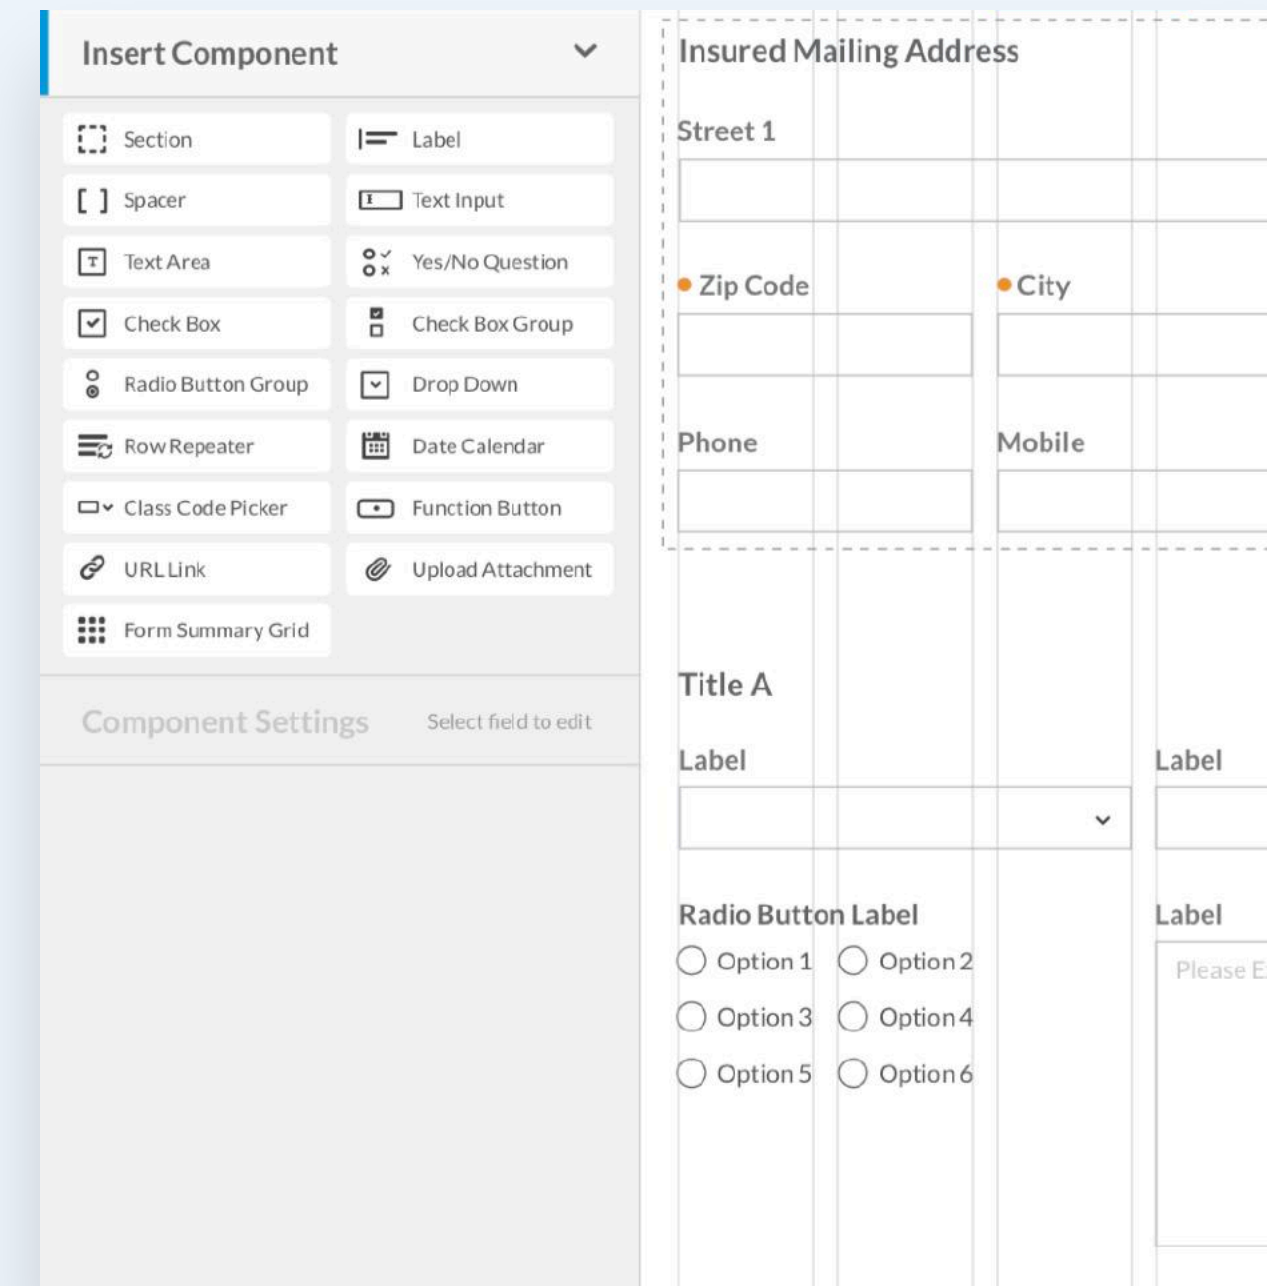 Insert Component
Section
Label
Spacer
Text Input
Text Area
Yes/No Question
Check Box
Check Box Group
Radio Button Group
Drop Down
Row Repeater
Date Calendar
Class Code Picker
Function Button
URL Link
Upload Attachment
Form Summary Grid
Component Settings
Select field to edit
Insured Mailing Address
Street 1
Zip Code
City
Phone
Mobile
Title A
Label
Label
Radio Button Label
Label
Option 1
Option 2
Please E
Option 3
Option 4
Option 5
Option 6